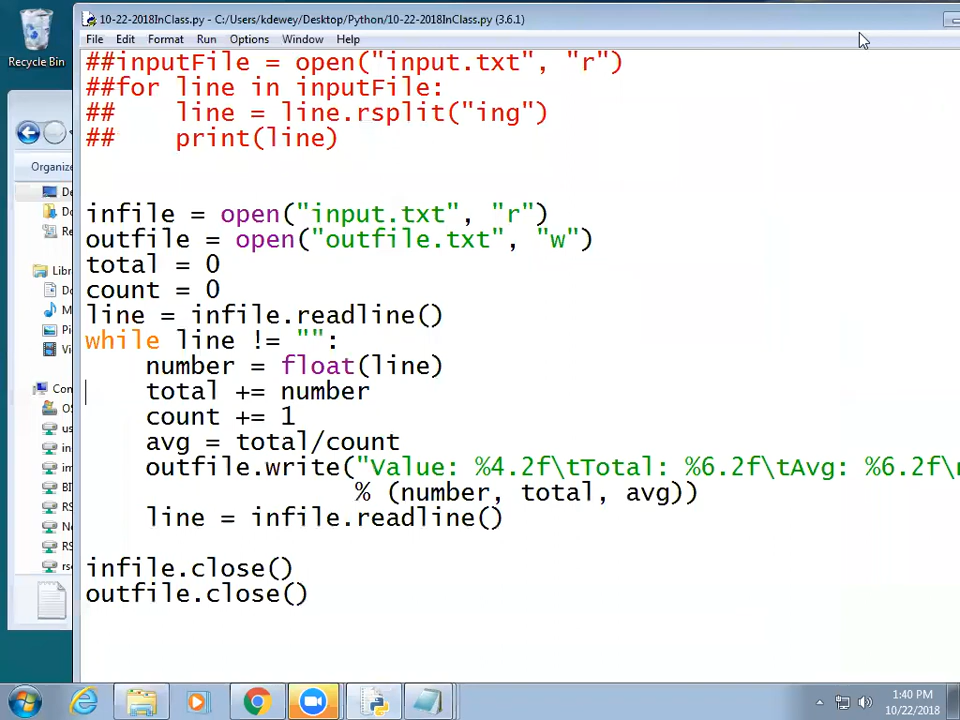 10-22-2018InClass.py - C:/Users/kdewey/Desktop/Python/10-22-2018InClass.py (3.6.1)
File Edit Format Run Options Window Help
Recycle Bin
Organize
##inputFile = open("input.txt", "r")
##for line in inputFile:
##    line = line.rsplit("ing")
##    print(line)
infile = open("input.txt", "r")
outfile = open("outfile.txt", "w")
total = 0
count = 0
line = infile.readline()
while line != "":
    number = float(line)
    total += number
    count += 1
    avg = total/count
    outfile.write("Value: %4.2f\tTotal: %6.2f\tAvg: %6.2f\
                  % (number, total, avg))
    line = infile.readline()
infile.close()
outfile.close()
1:40 PM
10/22/2018